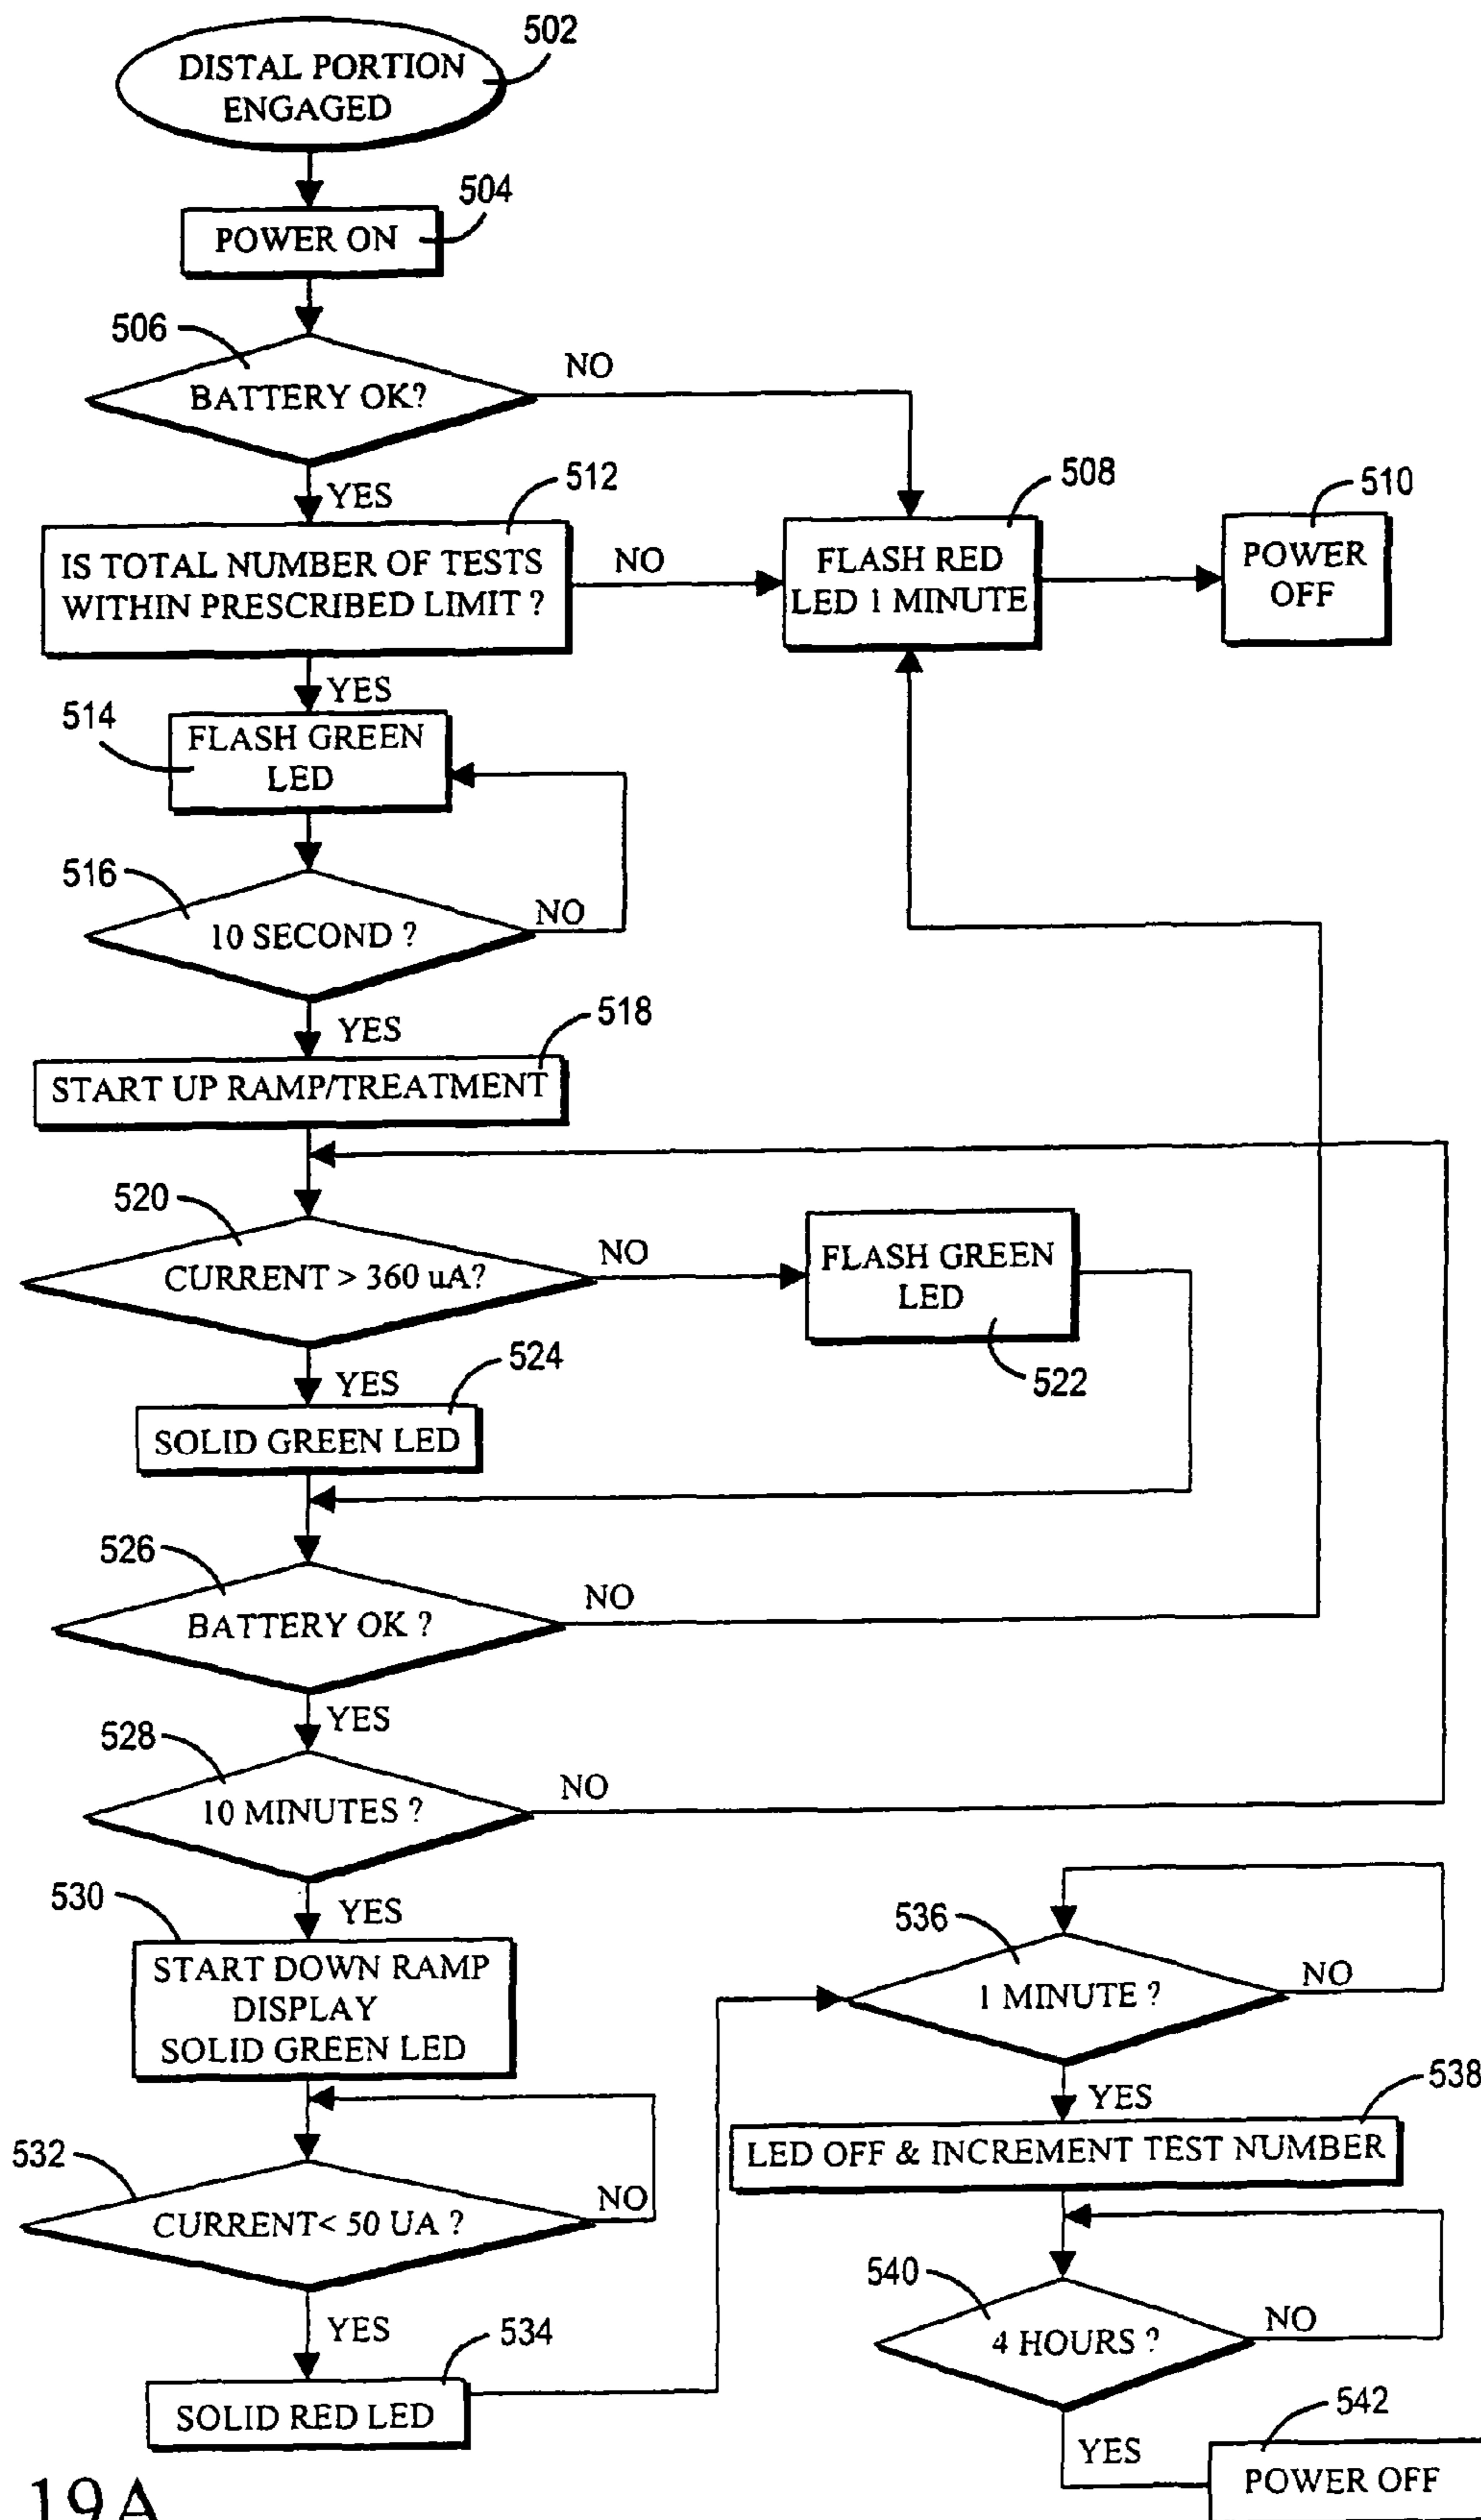 502
DISTAL PORTION
ENGAGED
504
POWER ON
506
BATTERY OK?
NO
YES
512
IS TOTAL NUMBER OF TESTS
WITHIN PRESCRIBED LIMIT ?
NO
508
FLASH RED
LED 1 MINUTE
510
POWER
OFF
YES
514
FLASH GREEN
LED
516
10 SECOND ?
NO
YES
518
START UP RAMP/TREATMENT
520
CURRENT > 360 uA?
NO
FLASH GREEN
LED
522
YES
524
SOLID GREEN LED
526
BATTERY OK ?
NO
YES
528
10 MINUTES ?
NO
YES
530
START DOWN RAMP
DISPLAY
SOLID GREEN LED
532
CURRENT< 50 UA ?
NO
YES
534
SOLID RED LED
536
1 MINUTE ?
NO
YES
538
LED OFF & INCREMENT TEST NUMBER
540
4 HOURS ?
NO
YES
542
POWER OFF
19A